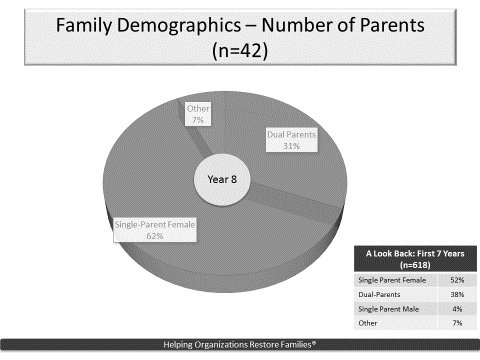 Family Demographics – Number of Parents
(n=42)
Other
7%
Dual Parents
31%
Year 8
Single-Parent Female
62%
A Look Back: First 7 Years
(n=618)
Single Parent Female 52%
Dual-Parents 38%
Single Parent Male 4%
Other 7%
Helping Organizations Restore Families®